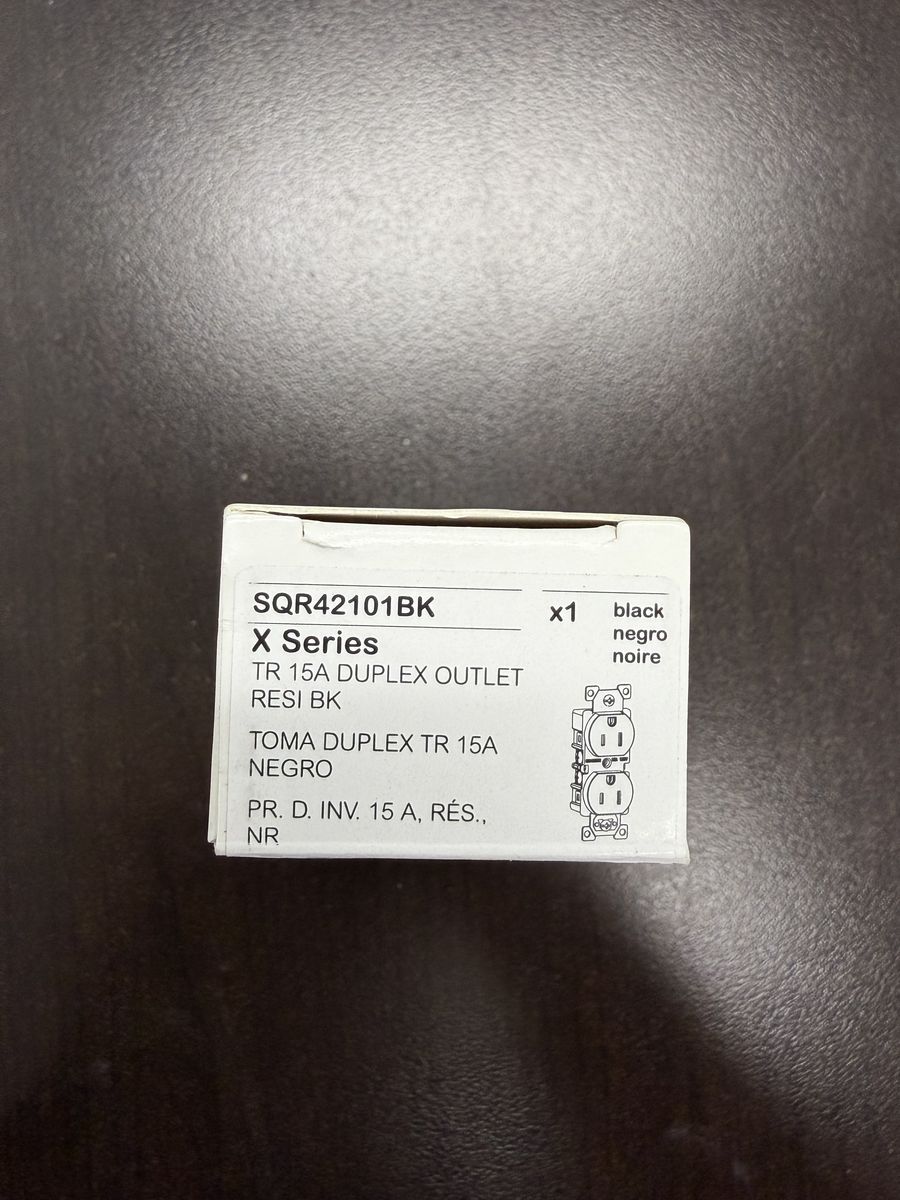 SQR42101BK
X Series
TR 15A DUPLEX OUTLET
RESI BK
TOMA DUPLEX TR 15A
NEGRO
PR. D. INV. 15 A, RÉS.,
NR
x1
black
negro
noire